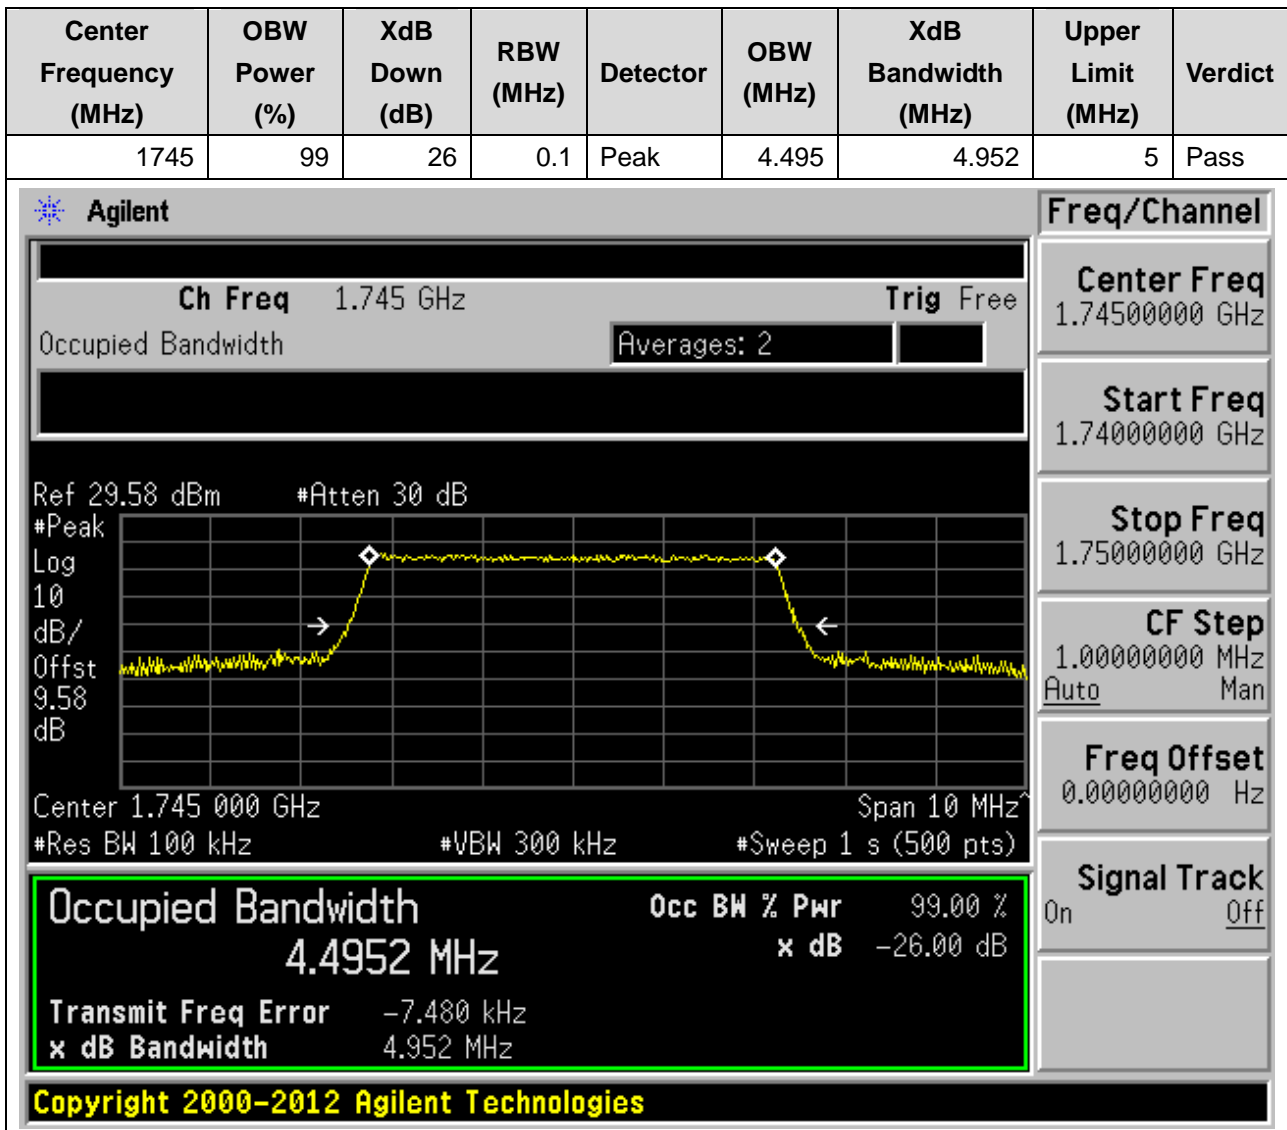 Center Frequency (MHz) OBW Power (%) XdB Down (dB) RBW (MHz) Detector OBW (MHz) XdB Bandwidth (MHz) Upper Limit (MHz) Verdict
1745 99 26 0.1 Peak 4.495 4.952 5 Pass
Agilent
Freq/Channel
Ch Freq 1.745 GHz Trig Free
Occupied Bandwidth Averages: 2
Center Freq
1.74500000 GHz
Start Freq
1.74000000 GHz
Stop Freq
1.75000000 GHz
CF Step
1.00000000 MHz
Auto Man
Freq Offset
0.00000000 Hz
Signal Track
On Off
Ref 29.58 dBm #Atten 30 dB
#Peak
Log
10
dB/
Offst
9.58
dB
Center 1.745 000 GHz Span 10 MHz^
#Res BW 100 kHz #VBW 300 kHz #Sweep 1 s (500 pts)
Occupied Bandwidth Occ BW % Pwr 99.00 %
4.4952 MHz x dB -26.00 dB
Transmit Freq Error -7.480 kHz
x dB Bandwidth 4.952 MHz
Copyright 2000-2012 Agilent Technologies